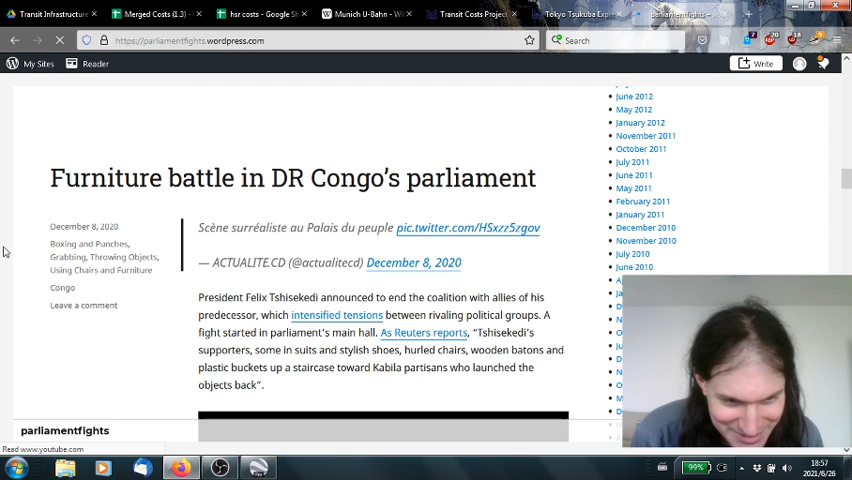 Transit Infrastructure
Merged Costs (1.3) -
hsr costs - Google Sh
Munich U-Bahn - Wi
Transit Costs Project
Tokyo Tsukuba Expre
parliamentfights –
https://parliamentfights.wordpress.com
Search
My Sites
Reader
Write
June 2012
May 2012
January 2012
November 2011
October 2011
July 2011
June 2011
May 2011
February 2011
January 2011
December 2010
November 2010
July 2010
June 2010
Furniture battle in DR Congo's parliament
December 8, 2020
Boxing and Punches,
Grabbing, Throwing Objects,
Using Chairs and Furniture
Congo
Leave a comment
Scène surréaliste au Palais du peuple pic.twitter.com/HSxzz5zgov
— ACTUALITE.CD (@actualitecd) December 8, 2020
President Felix Tshisekedi announced to end the coalition with allies of his
predecessor, which intensified tensions between rivaling political groups. A
fight started in parliament's main hall. As Reuters reports, "Tshisekedi's
supporters, some in suits and stylish shoes, hurled chairs, wooden batons and
plastic buckets up a staircase toward Kabila partisans who launched the
objects back".
parliamentfights
Read www.youtube.com
99%
18:57
2021/6/26